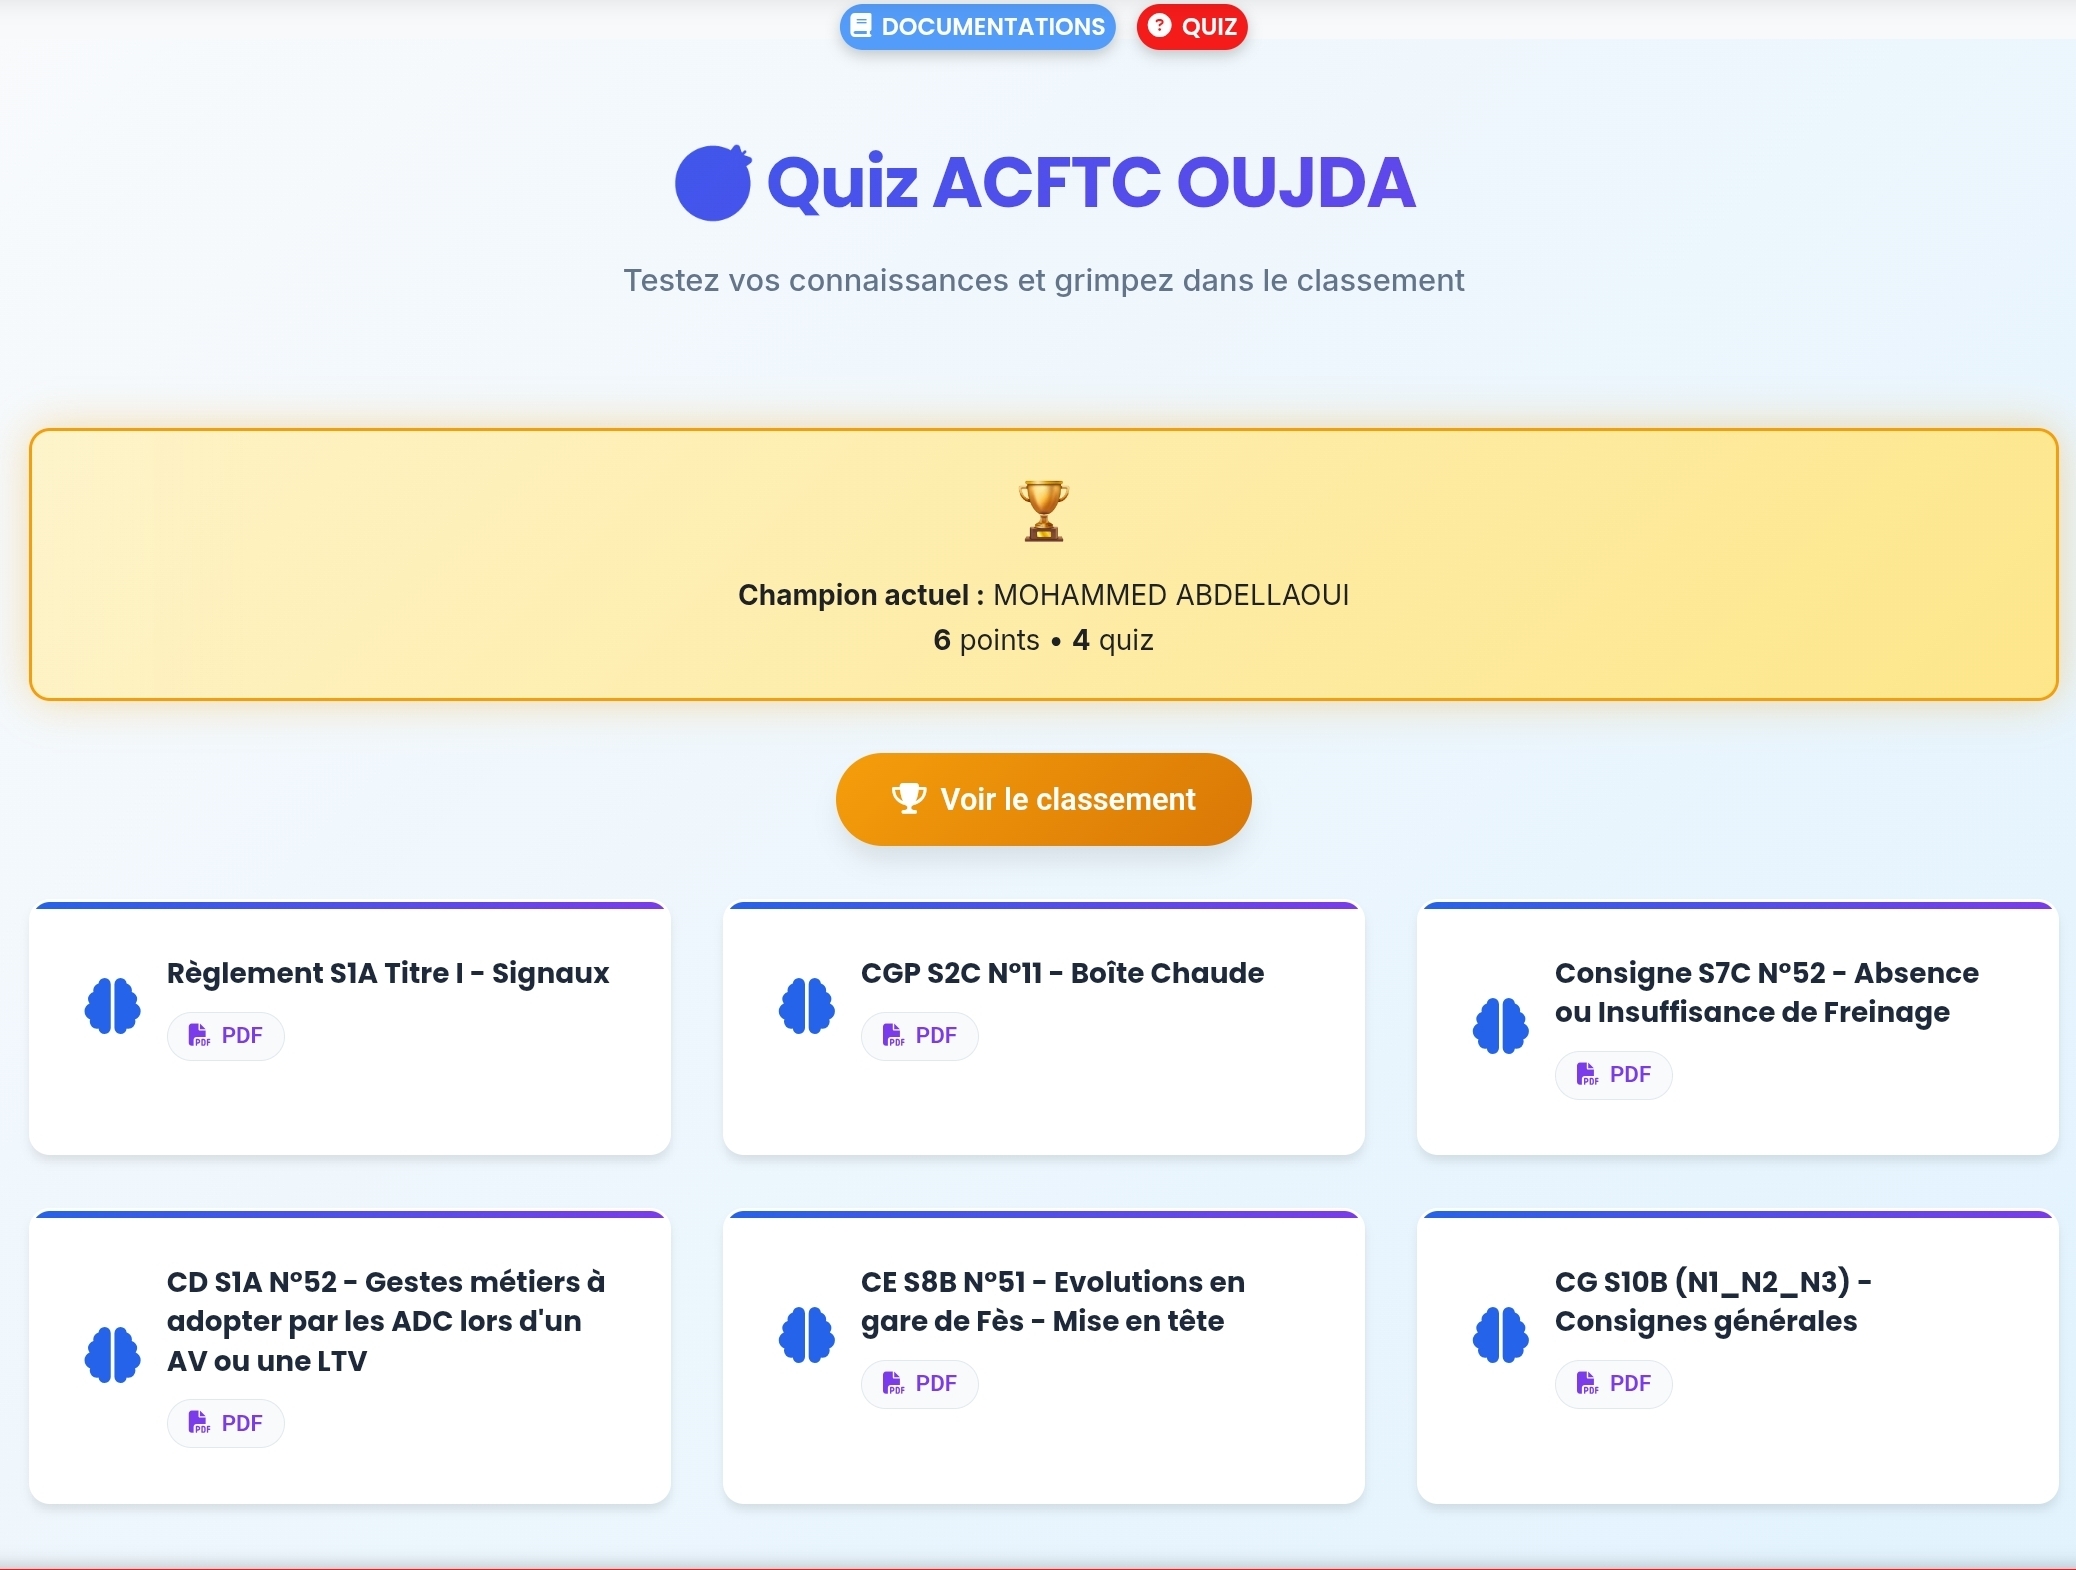 DOCUMENTATIONS QUIZ
Quiz ACFTC OUJDA
Testez vos connaissances et grimpez dans le classement
Champion actuel : MOHAMMED ABDELLAOUI
6 points • 4 quiz
Voir le classement
Règlement S1A Titre I - Signaux
PDF
CGP S2C N°11 - Boîte Chaude
PDF
Consigne S7C N°52 - Absence
ou Insuffisance de Freinage
PDF
CD S1A N°52 - Gestes métiers à
adopter par les ADC lors d'un
AV ou une LTV
PDF
CE S8B N°51 - Evolutions en
gare de Fès - Mise en tête
PDF
CG S10B (N1_N2_N3) -
Consignes générales
PDF